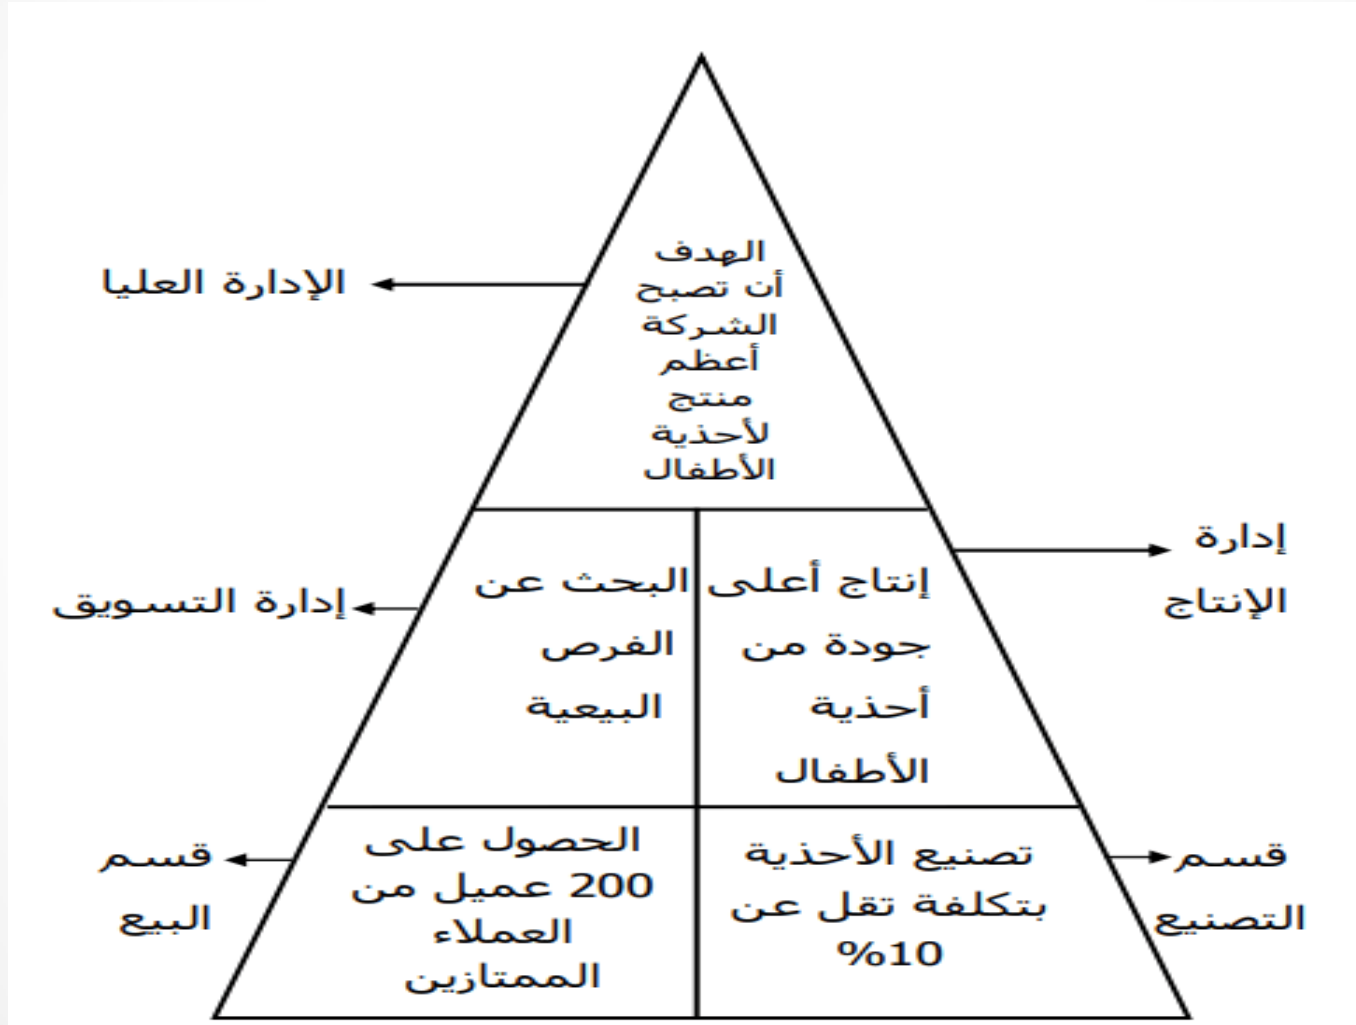 الهدف
أن تصبح
الشركة
أعظم
منتج
لأحذية
الأطفال
الإدارة العليا
إدارة
الإنتاج
إنتاج أعلى
جودة من
أحذية
الأطفال
البحث عن
الفرص
البيعية
إدارة التسويق
قسم
التصنيع
تصنيع الأحذية
بتكلفة تقل عن
10%
الحصول على
200 عميل من
العملاء
الممتازين
قسم
البيع